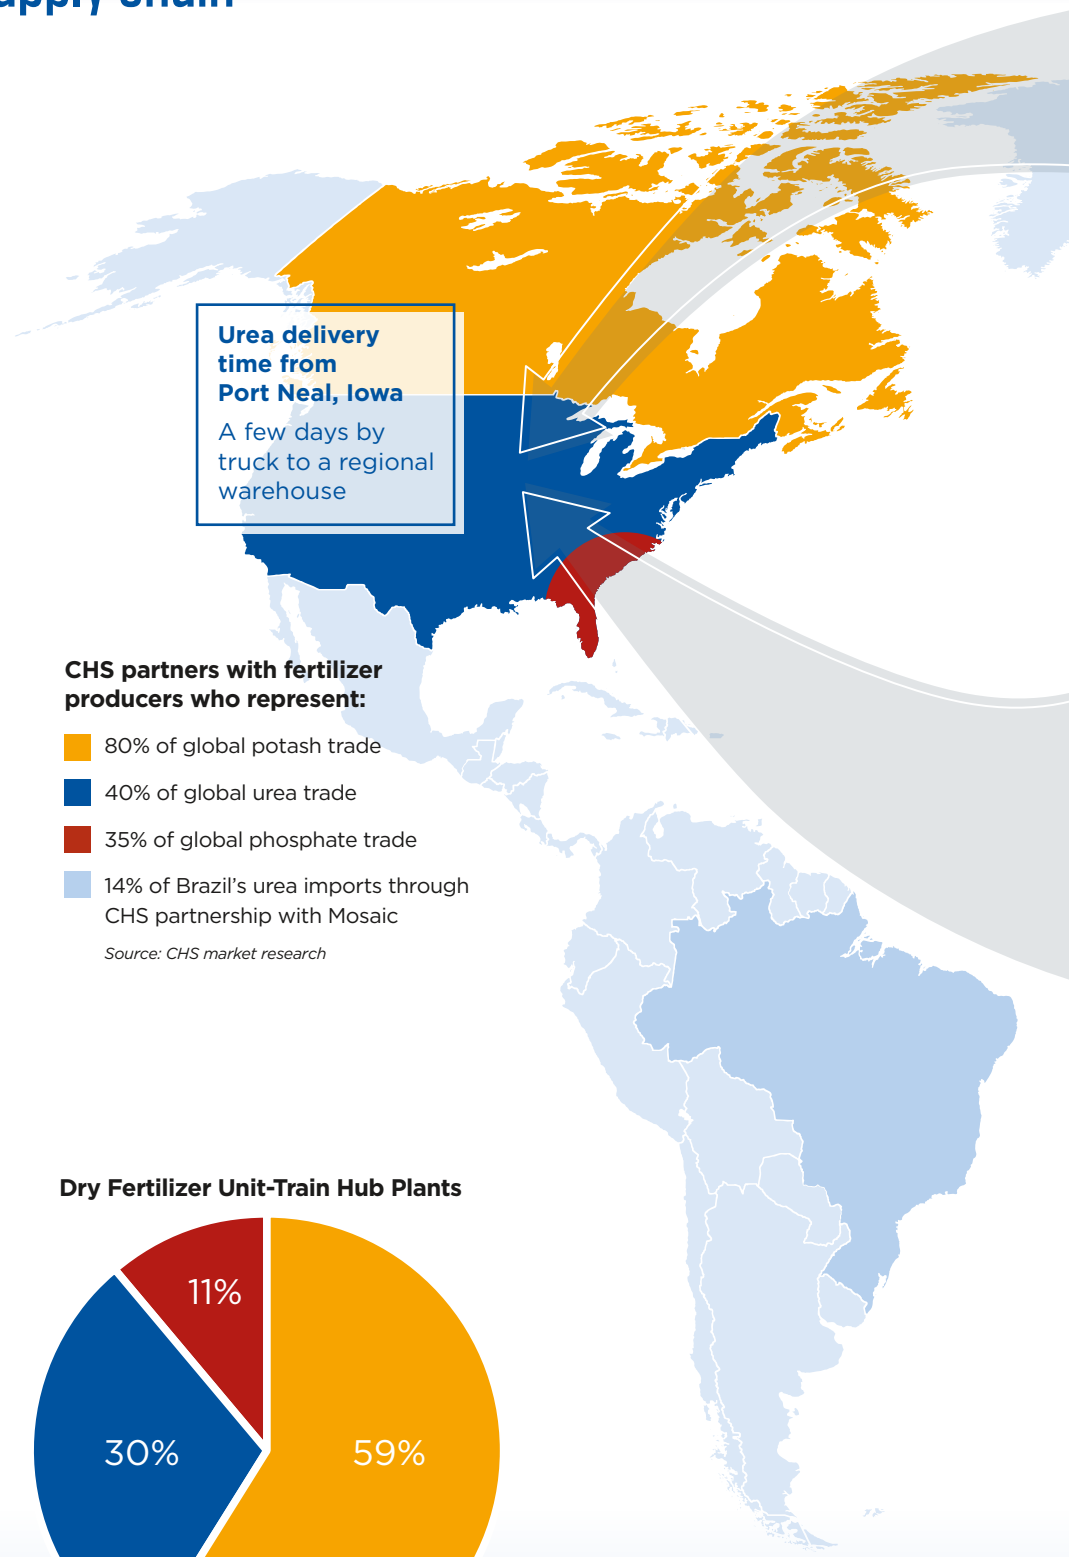 Supply Chain
Urea delivery
time from
Port Neal, Iowa
A few days by
truck to a regional
warehouse
CHS partners with fertilizer
producers who represent:
80% of global potash trade
40% of global urea trade
35% of global phosphate trade
14% of Brazil’s urea imports through
CHS partnership with Mosaic
Source: CHS market research
Dry Fertilizer Unit-Train Hub Plants
11%
30%
59%